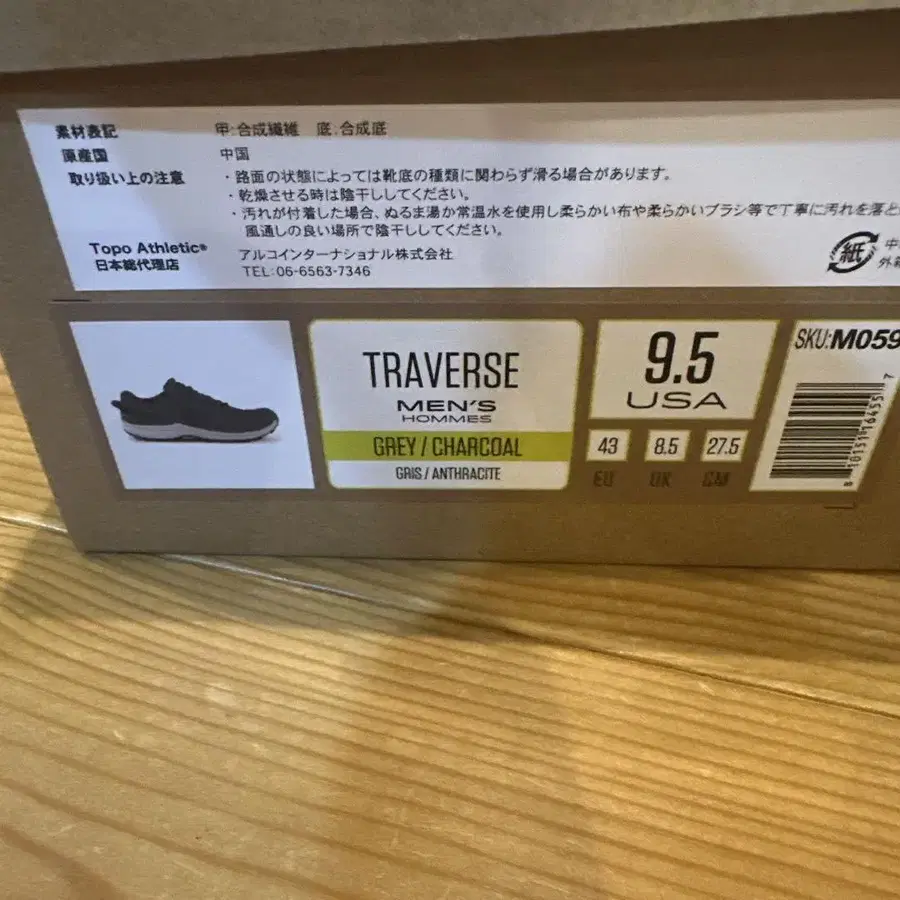 素材表記 甲:合成繊維 底:合成底
原産国 中国
取り扱い上の注意 ・路面の状態によっては靴底の種類に関わらず滑る場合があります。
・乾燥させる時は陰干ししてください。
・汚れが付着した場合、ぬるま湯か常温水を使用し柔らかい布や柔らかいブラシ等で丁寧に汚れを落と
風通しの良い場所で陰干ししてください。
Topo Athletic®
日本総代理店
アルコインターナショナル株式会社
TEL:06-6563-7346
紙
外箱
TRAVERSE
MEN'S
HOMMES
GREY / CHARCOAL
GRIS / ANTHRACITE
9.5
USA
43 8.5 27.5
EU UK CM
SKU:M059
8 10151 16455 7